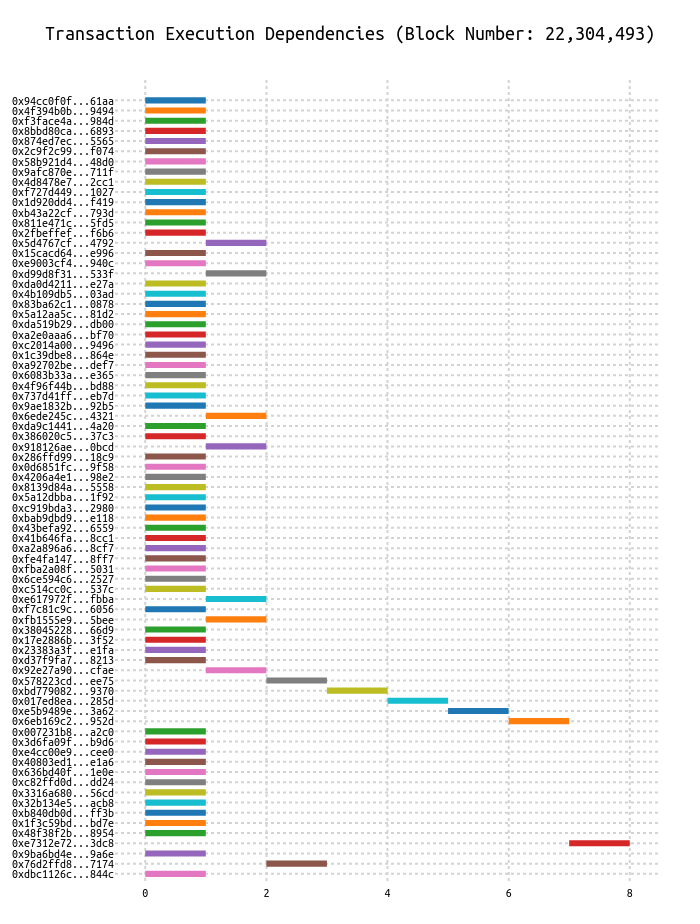 Transaction Execution Dependencies (Block Number: 22,304,493)
0x94cc0f0f...61aa
0x4f394b0b...9494
0xf3face4a...984d
0x8bbd80ca...6893
0x874ed7ec...5565
0x2c9f2c99...f074
0x58b921d4...48d0
0x9afc870e...711f
0x4d8478e7...2cc1
0xf727d449...1027
0x1d920dd4...f419
0xb43a22cf...793d
0x811e471c...5fd5
0x2fbeffef...f6b6
0x5d4767cf...4792
0x15cacd64...e996
0xe9003cf4...940c
0xd99d8f31...533f
0xda0d4211...e27a
0x4b109db5...03ad
0x83ba62c1...0878
0x5a12aa5c...81d2
0xda519b29...db00
0xa2e0aaa6...bf70
0xc2014a00...9496
0x1c39dbe8...864e
0xa92702be...def7
0x6083b33a...e365
0x4f96f44b...bd88
0x737d41ff...eb7d
0x9ae1832b...92b5
0x6ede245c...4321
0xda9c1441...4a20
0x386020c5...37c3
0x918126ae...0bcd
0x286ffd99...18c9
0x0d6851fc...9f58
0x4206a4e1...98e2
0x8139d84a...5558
0x5a12dbba...1f92
0xc919bda3...2980
0xbab9dbd9...e118
0x43befa92...6559
0x41b646fa...8cc1
0xa2a896a6...8cf7
0xfe4fa147...8ff7
0xfba2a08f...5031
0x6ce594c6...2527
0xc514cc0c...537c
0xe617972f...fbba
0xf7c81c9c...6056
0xfb1555e9...5bee
0x38045228...66d9
0x17e2886b...3f52
0x23383a3f...e1fa
0xd37f9fa7...8213
0x92e27a90...cfae
0x578223cd...ee75
0xbd779082...9370
0x017ed8ea...285d
0xe5b9489e...3a62
0x6eb169c2...952d
0x007231b8...a2c0
0x3d6fa09f...b9d6
0xe4cc00e9...cee0
0x40803ed1...e1a6
0x636bd40f...1e0e
0xc82ffd0d...dd24
0x3316a680...56cd
0x32b134e5...acb8
0xb840db0d...ff3b
0x1f3c59bd...bd7e
0x48f38f2b...8954
0xe7312e72...3dc8
0x9ba6bd4e...9a6e
0x76d2ffd8...7174
0xdbc1126c...844c
0 2 4 6 8